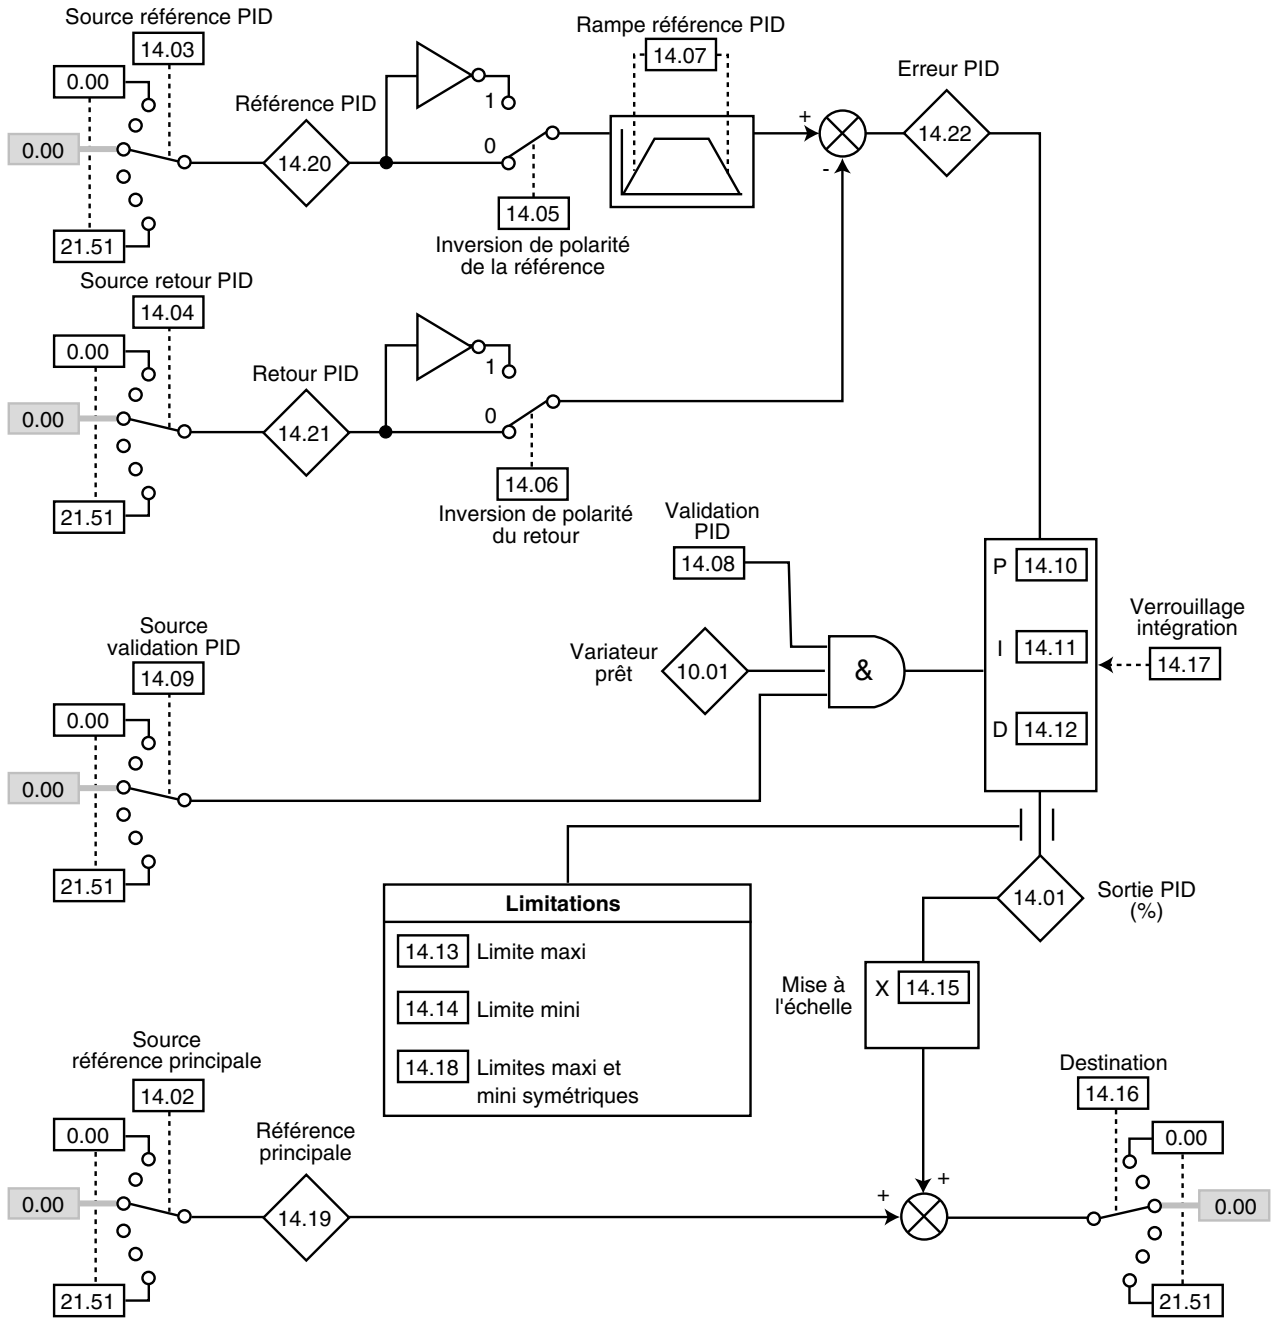 Source référence PID
14.03
0.00
0.00
21.51
Référence PID
14.20
1
0
14.05
Inversion de polarité
de la référence
Rampe référence PID
14.07
+
-
Erreur PID
14.22
Source retour PID
14.04
0.00
0.00
21.51
Retour PID
14.21
1
0
14.06
Inversion de polarité
du retour
Validation
PID
14.08
Variateur
prêt
10.01
&
P 14.10
I 14.11
D 14.12
Verrouillage
intégration
14.17
Source
validation PID
14.09
0.00
0.00
21.51
Limitations
14.13 Limite maxi
14.14 Limite mini
14.18 Limites maxi et
mini symétriques
14.01
Sortie PID
(%)
Mise à
l'échelle
X 14.15
Source
référence principale
14.02
0.00
0.00
21.51
Référence
principale
14.19
+
+
Destination
14.16
0.00
0.00
21.51